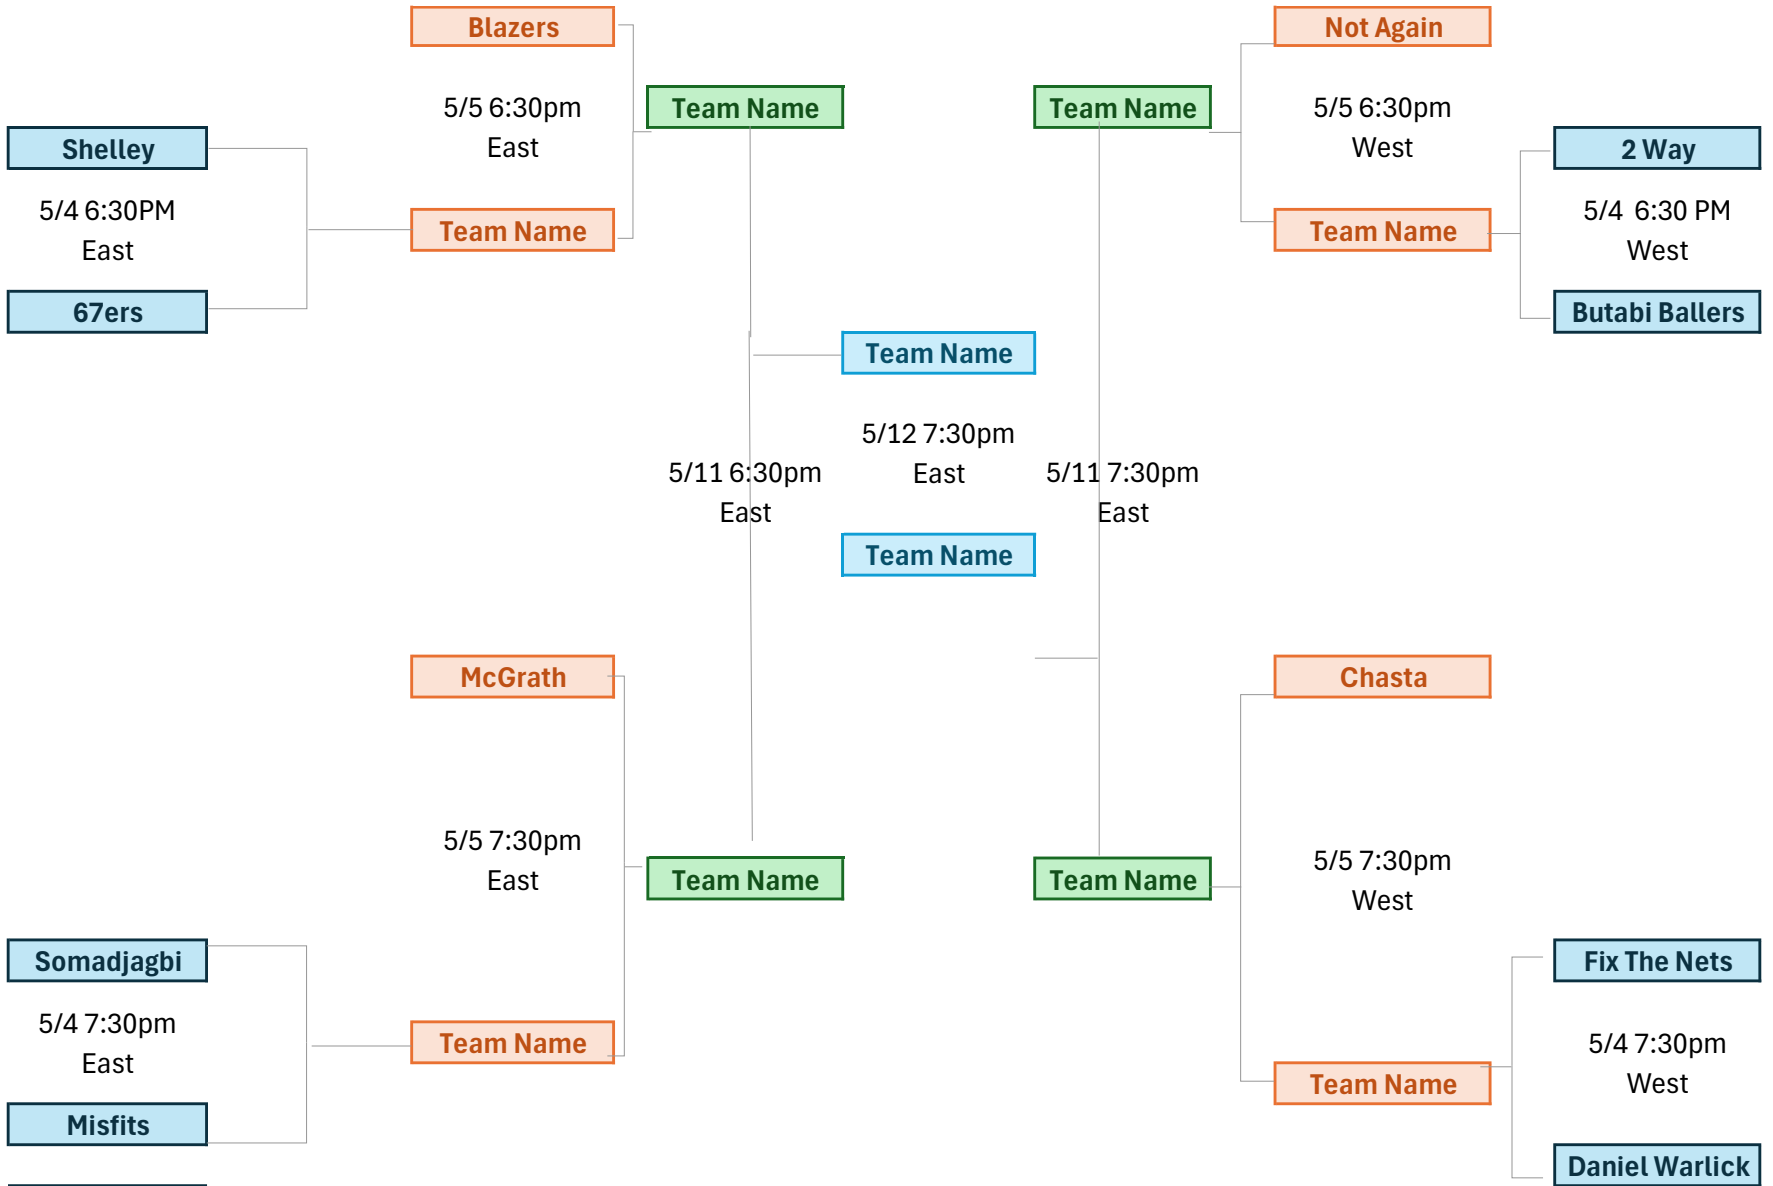 Blazers
Not Again
5/5 6:30pm
East
Team Name
Team Name
5/5 6:30pm
West
Shelley
2 Way
5/4 6:30PM
East
Team Name
Team Name
5/4  6:30 PM
West
67ers
Butabi Ballers
Team Name
5/12 7:30pm
East
5/11 6:30pm
East
5/11 7:30pm
East
Team Name
McGrath
Chasta
5/5 7:30pm
East
Team Name
Team Name
5/5 7:30pm
West
Somadjagbi
Fix The Nets
5/4 7:30pm
East
Team Name
5/4 7:30pm
West
Team Name
Misfits
Daniel Warlick